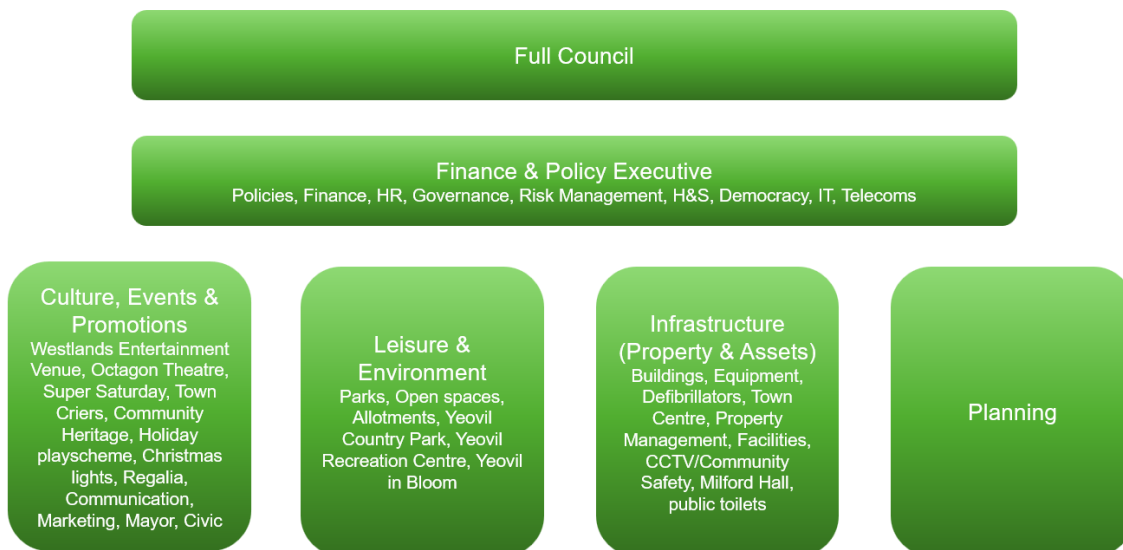 Full Council
Finance & Policy Executive
Policies, Finance, HR, Governance, Risk Management, H&S, Democracy, IT, Telecoms
Culture, Events &
Promotions
Westlands Entertainment
Venue, Octagon Theatre,
Super Saturday, Town
Criers, Community
Heritage, Holiday
playscheme, Christmas
lights, Regalia,
Communication,
Marketing, Mayor, Civic
Leisure &
Environment
Parks, Open spaces,
Allotments, Yeovil
Country Park, Yeovil
Recreation Centre, Yeovil
in Bloom
Infrastructure
(Property & Assets)
Buildings, Equipment,
Defibrillators, Town
Centre, Property
Management, Facilities,
CCTV/Community
Safety, Milford Hall,
public toilets
Planning